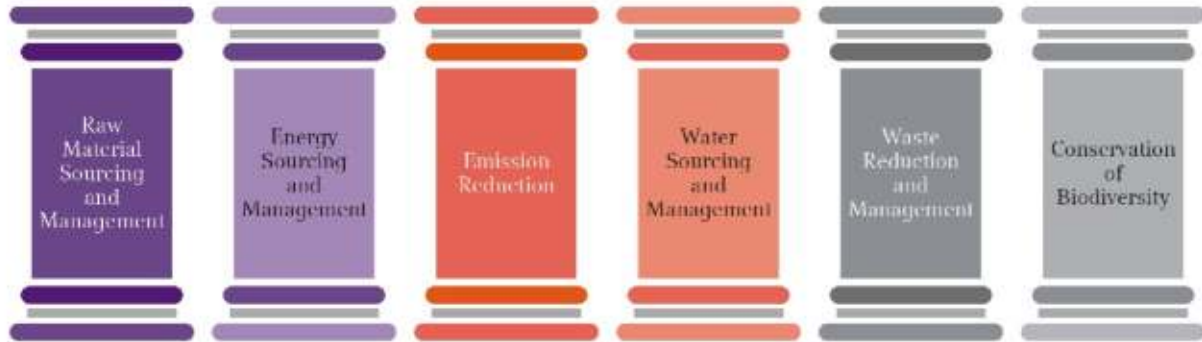 Raw
Material
Sourcing
and
Management
Energy
Sourcing
and
Management
Emission
Reduction
Water
Sourcing
and
Management
Waste
Reduction
and
Management
Conservation
of
Biodiversity